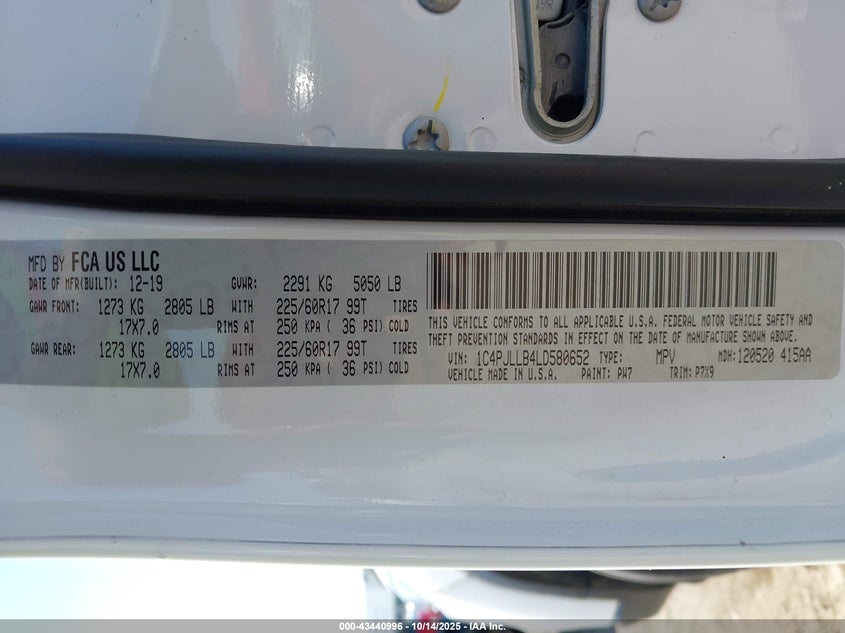 MFD BY FCA US LLC
DATE OF MFR(BUILT): 12-19 GVWR: 2291 KG 5050 LB
GAWR FRONT: 1273 KG 2805 LB WITH 225/60R17 99T TIRES
17X7.0 RIMS AT 250 KPA ( 36 PSI) COLD
GAWR REAR: 1273 KG 2805 LB WITH 225/60R17 99T TIRES
17X7.0 RIMS AT 250 KPA ( 36 PSI) COLD
THIS VEHICLE CONFORMS TO ALL APPLICABLE U.S.A. FEDERAL MOTOR VEHICLE SAFETY AND
THEFT PREVENTION STANDARDS IN EFFECT ON THE DATE OF MANUFACTURE SHOWN ABOVE.
VIN: 1C4PJLLB4LD580652 TYPE: MPV MDH: 120520 415AA
VEHICLE MADE IN U.S.A. PAINT: PW7 TRIM: P7X9
000-43440996 - 10/14/2025 - IAA Inc.